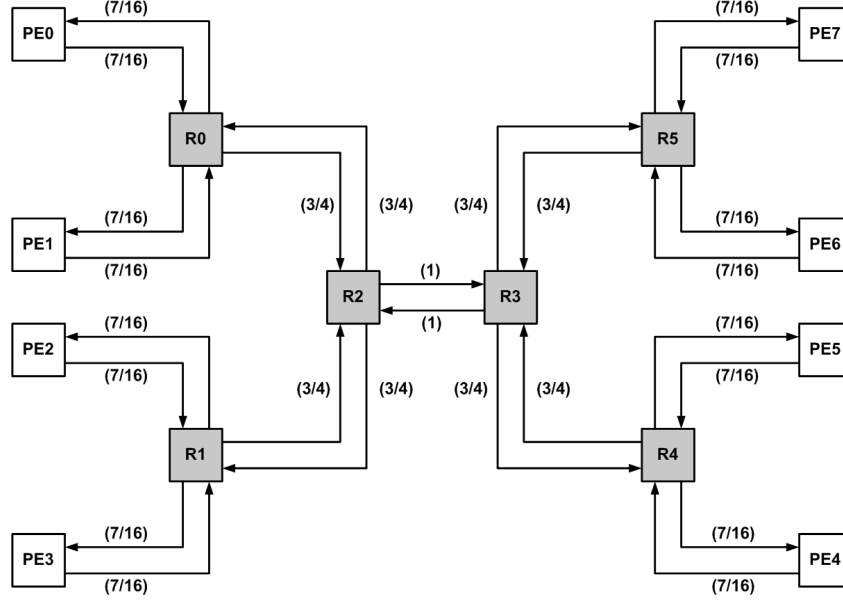 (7/16) (7/16)
PE0 PE7
(7/16) (7/16)
R0 R5
(7/16) (3/4) (3/4) (3/4) (3/4) (7/16)
PE1 PE6
(7/16) (1) (7/16)
R2 R3
(7/16) (1) (7/16)
PE2 PE5
(7/16) (3/4) (3/4) (3/4) (3/4) (7/16)
R1 R4
(7/16) (7/16)
PE3 PE4
(7/16) (7/16)